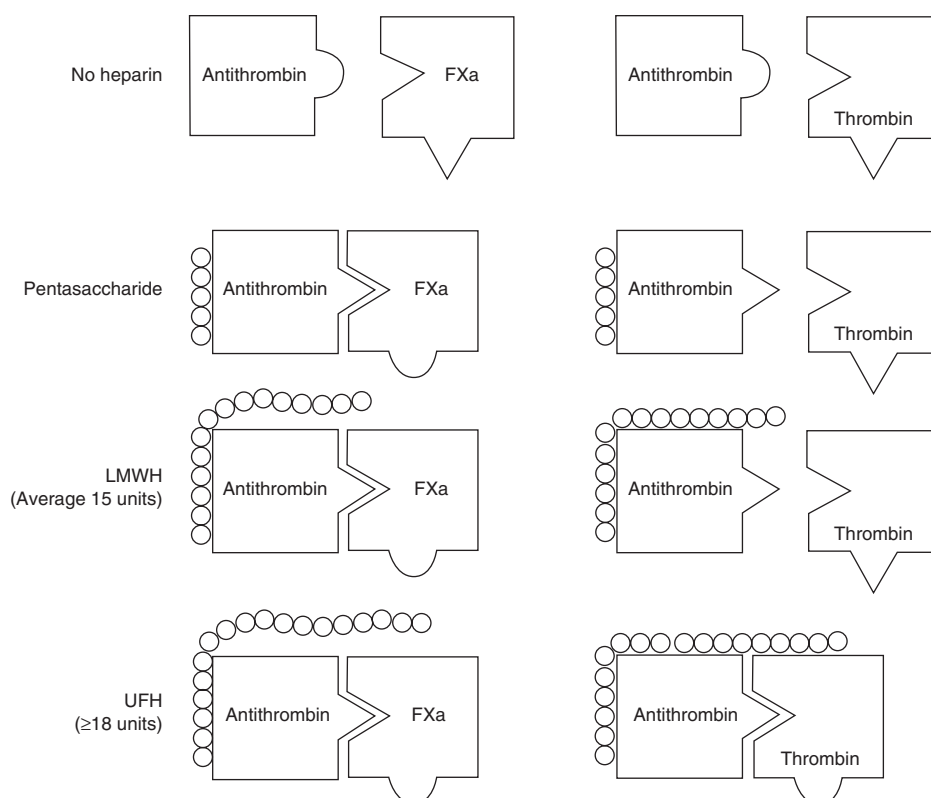 No heparin
Antithrombin
FXa
Antithrombin
Thrombin
Pentasaccharide
Antithrombin
FXa
Antithrombin
Thrombin
LMWH
(Average 15 units)
Antithrombin
FXa
Antithrombin
Thrombin
UFH
(≥18 units)
Antithrombin
FXa
Antithrombin
Thrombin